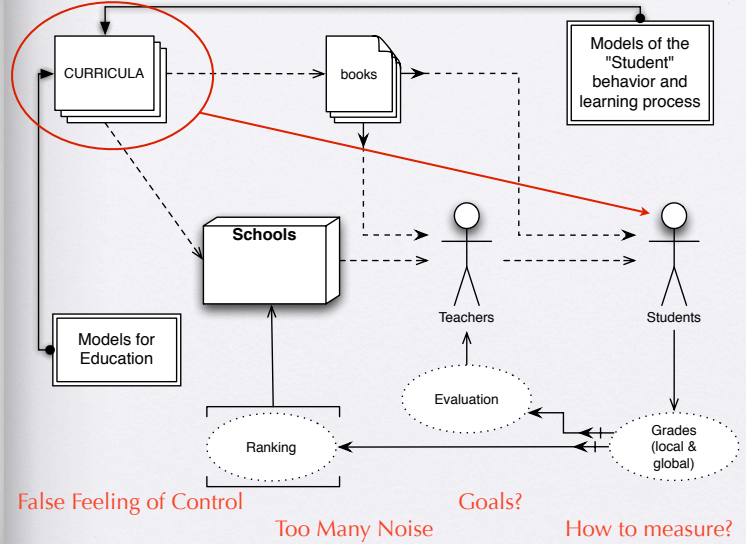 CURRICULA
books
Models of the
"Student"
behavior and
learning process
Schools
Teachers
Students
Models for
Education
Evaluation
Ranking
Grades
(local &
global)
False Feeling of Control
Goals?
Too Many Noise
How to measure?